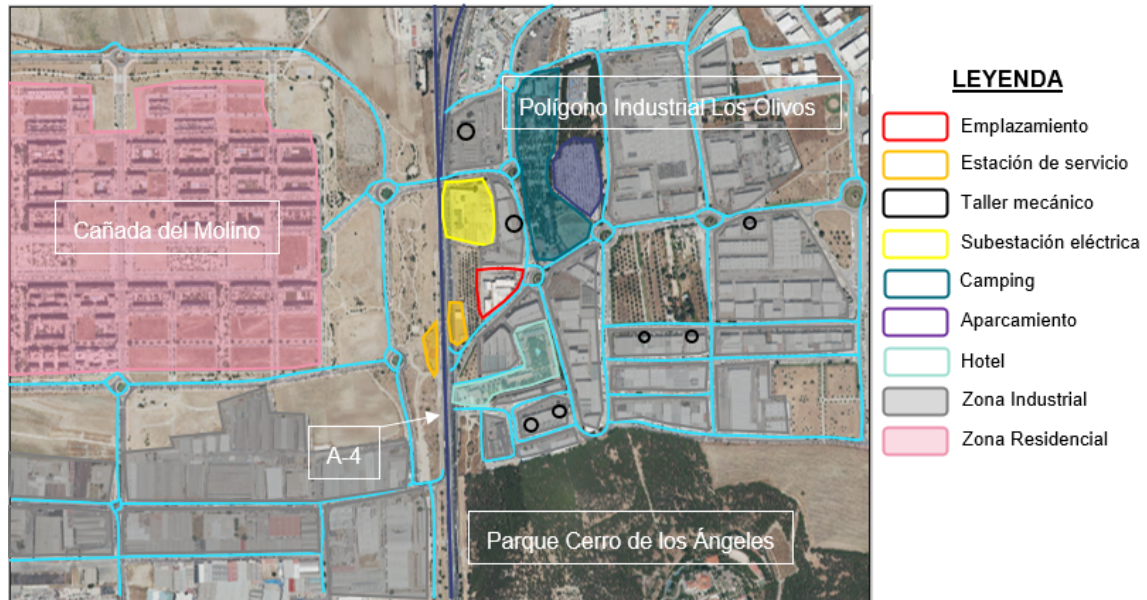 Polígono Industrial Los Olivos
Cañada del Molino
A-4
Parque Cerro de los Ángeles
LEYENDA
Emplazamiento
Estación de servicio
Taller mecánico
Subestación eléctrica
Camping
Aparcamiento
Hotel
Zona Industrial
Zona Residencial